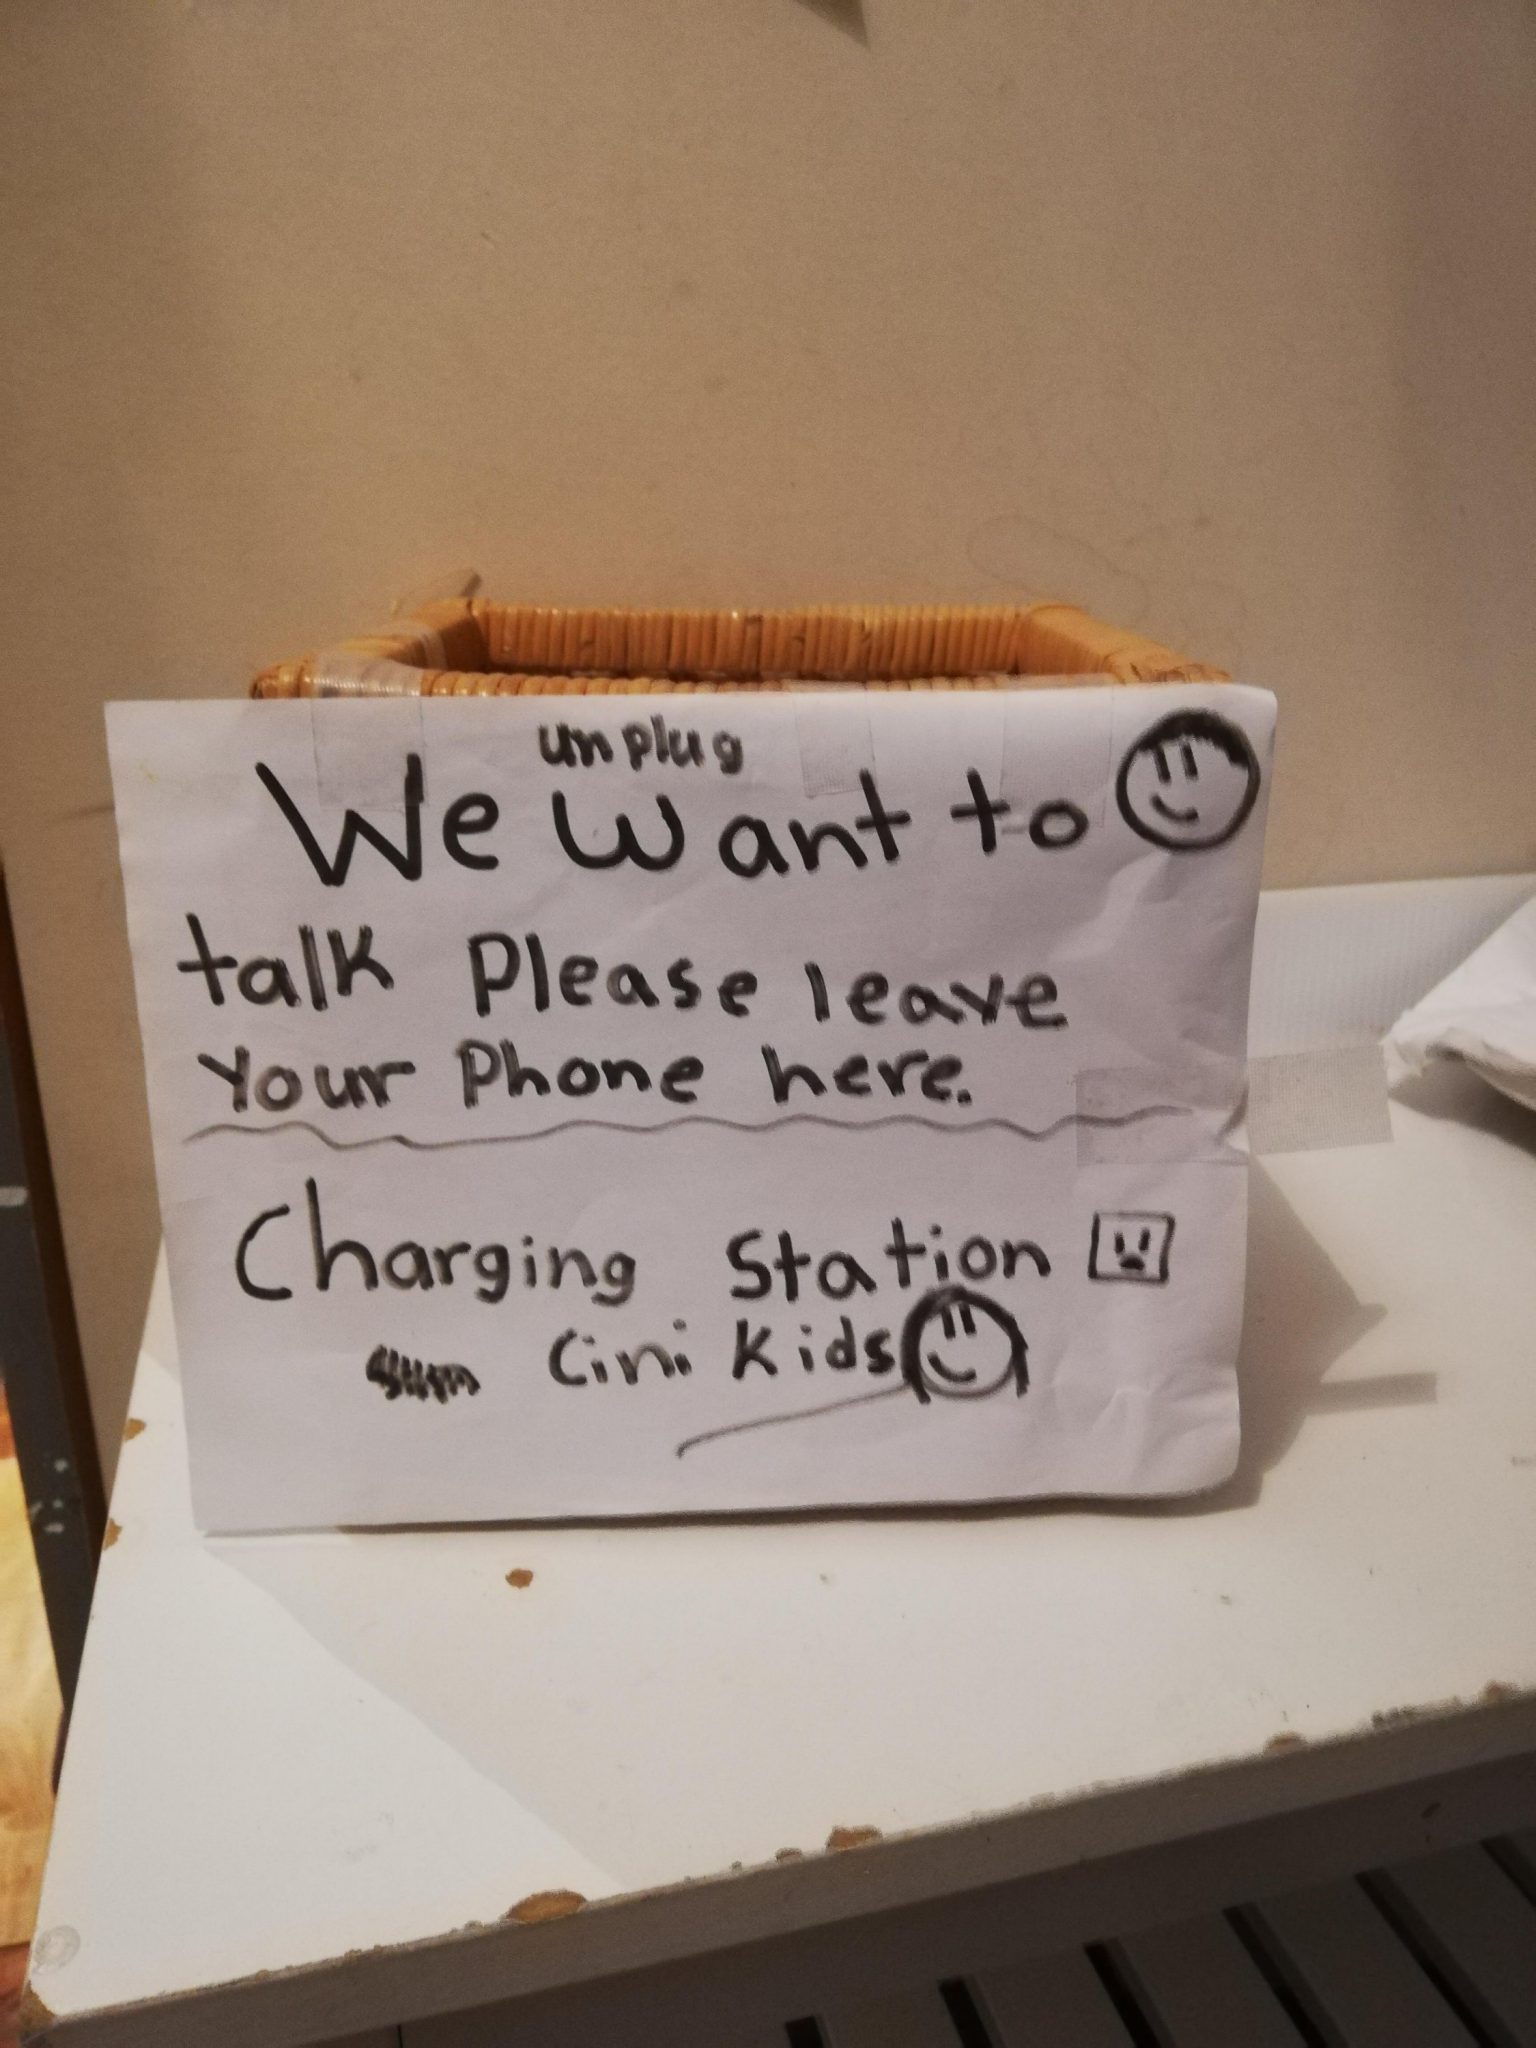 unplug
We want to
talk Please leave
Your Phone here.
Charging Station
Cini Kids